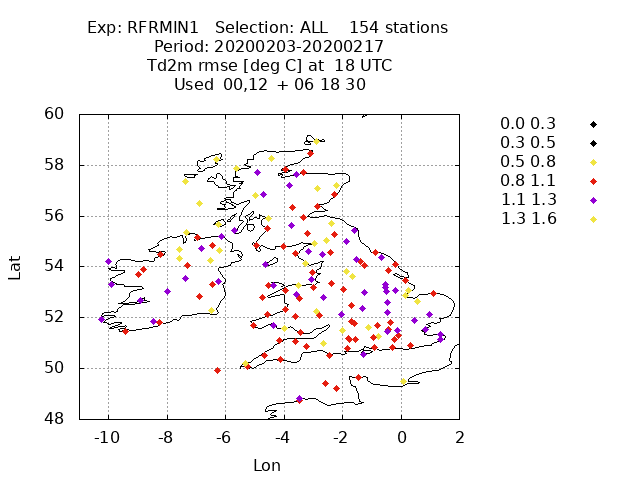 Exp: RFRMIN1   Selection: ALL    154 stations
Period: 20200203-20200217
Td2m rmse [deg C] at  18 UTC
Used  00,12  + 06 18 30
0.0 0.3
0.3 0.5
0.5 0.8
0.8 1.1
1.1 1.3
1.3 1.6
60
58
56
54
52
50
48
Lat
-10 -8 -6 -4 -2 0 2
Lon